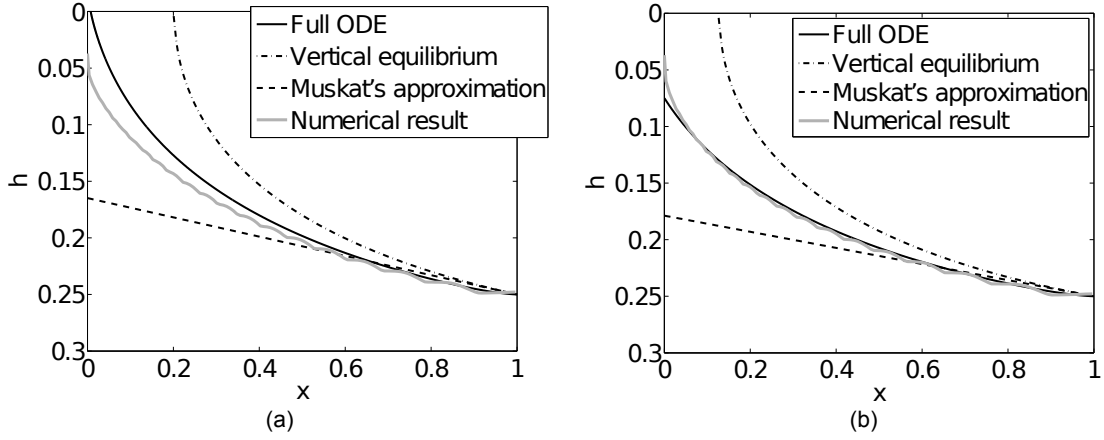 0
0.05
0.1
0.15
0.2
0.25
0.3
h
0
0.2
0.4
0.6
0.8
1
x
Full ODE
Vertical equilibrium
Muskat's approximation
Numerical result
(a)
0
0.05
0.1
0.15
0.2
0.25
0.3
h
0
0.2
0.4
0.6
0.8
1
x
Full ODE
Vertical equilibrium
Muskat's approximation
Numerical result
(b)